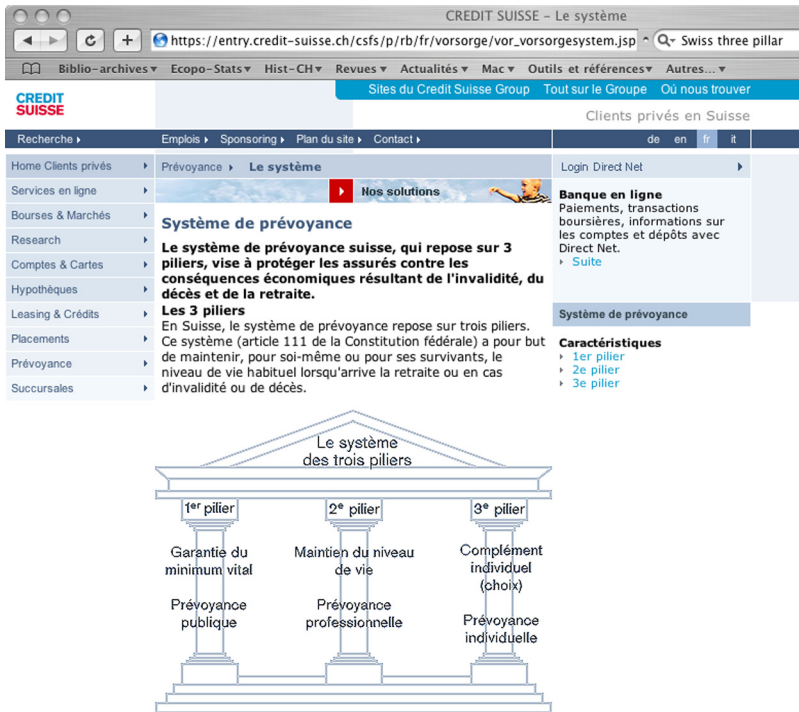 CREDIT SUISSE – Le système
https://entry.credit-suisse.ch/csfs/p/rb/fr/vorsorge/vor_vorsorgesystem.jsp
Swiss three pillar
Biblio-archives Ecopo-Stats Hist-CH Revues Actualités Mac Outils et références Autres...
CREDIT
SUISSE
Sites du Credit Suisse Group Tout sur le Groupe Où nous trouver
Clients privés en Suisse
Recherche Emplois Sponsoring Plan du site Contact de en fr it
Home Clients privés
Services en ligne
Bourses & Marchés
Research
Comptes & Cartes
Hypothèques
Leasing & Crédits
Placements
Prévoyance
Succursales
Prévoyance Le système
Nos solutions
Système de prévoyance
Le système de prévoyance suisse, qui repose sur 3
piliers, vise à protéger les assurés contre les
conséquences économiques résultant de l'invalidité, du
décès et de la retraite.
Les 3 piliers
En Suisse, le système de prévoyance repose sur trois piliers.
Ce système (article 111 de la Constitution fédérale) a pour but
de maintenir, pour soi-même ou pour ses survivants, le
niveau de vie habituel lorsqu'arrive la retraite ou en cas
d'invalidité ou de décès.
Login Direct Net
Banque en ligne
Paiements, transactions
boursières, informations sur
les comptes et dépôts avec
Direct Net.
Suite
Système de prévoyance
Caractéristiques
1er pilier
2e pilier
3e pilier
Le système
des trois piliers
1er pilier
Garantie du
minimum vital
Prévoyance
publique
2e pilier
Maintien du niveau
de vie
Prévoyance
professionnelle
3e pilier
Complément
individuel
(choix)
Prévoyance
individuelle